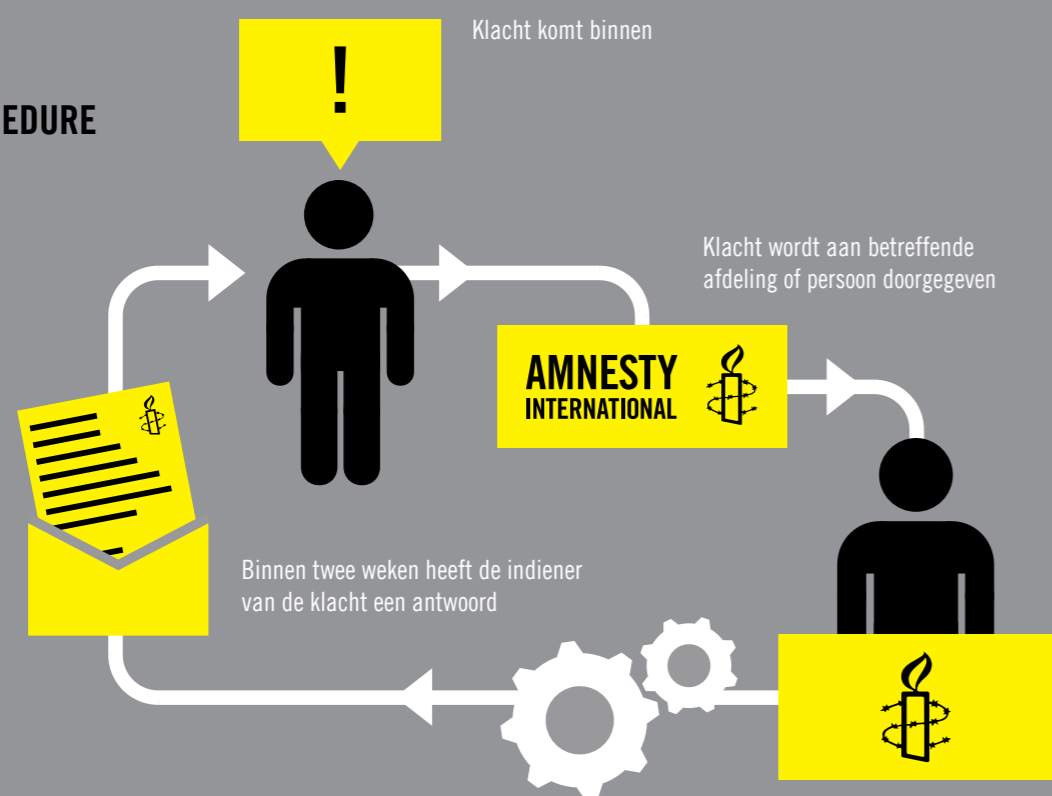 Klacht komt binnen
!
EDURE
Klacht wordt aan betreffende
afdeling of persoon doorgegeven
AMNESTY
INTERNATIONAL
Binnen twee weken heeft de indiener
van de klacht een antwoord